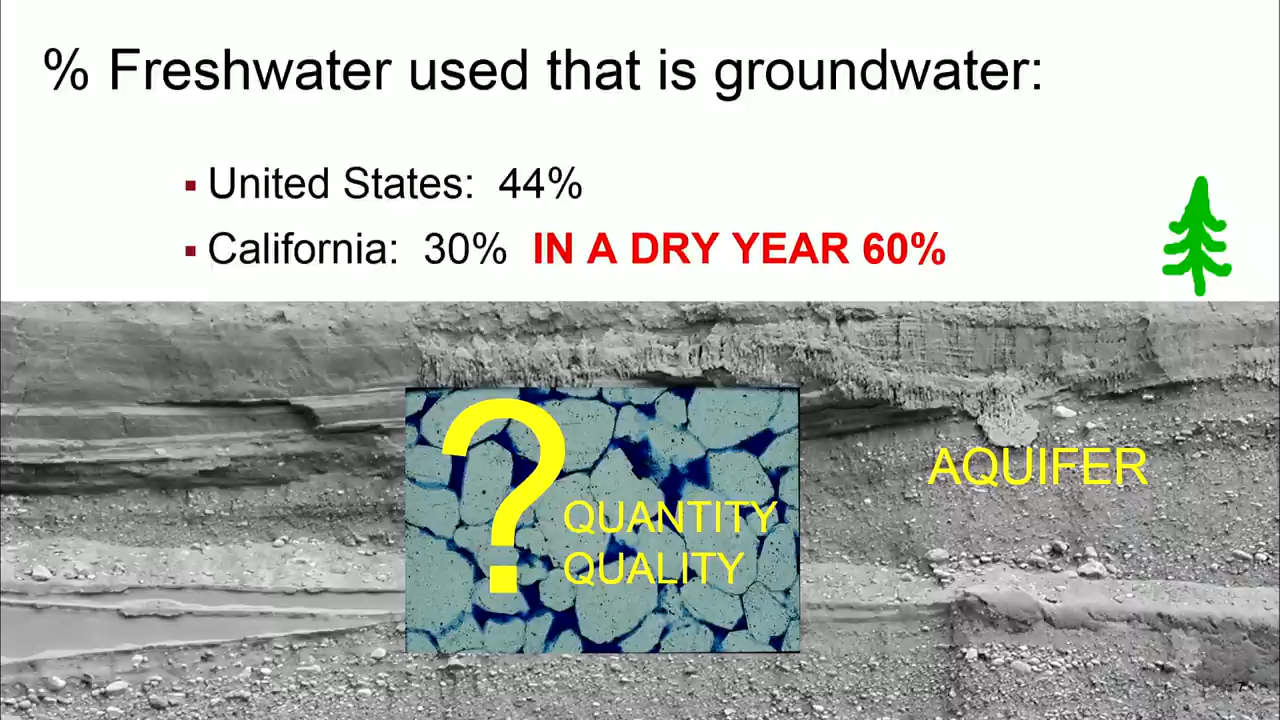 % Freshwater used that is groundwater:
United States: 44%
California: 30% IN A DRY YEAR 60%
?
AQUIFER
QUANTITY
QUALITY